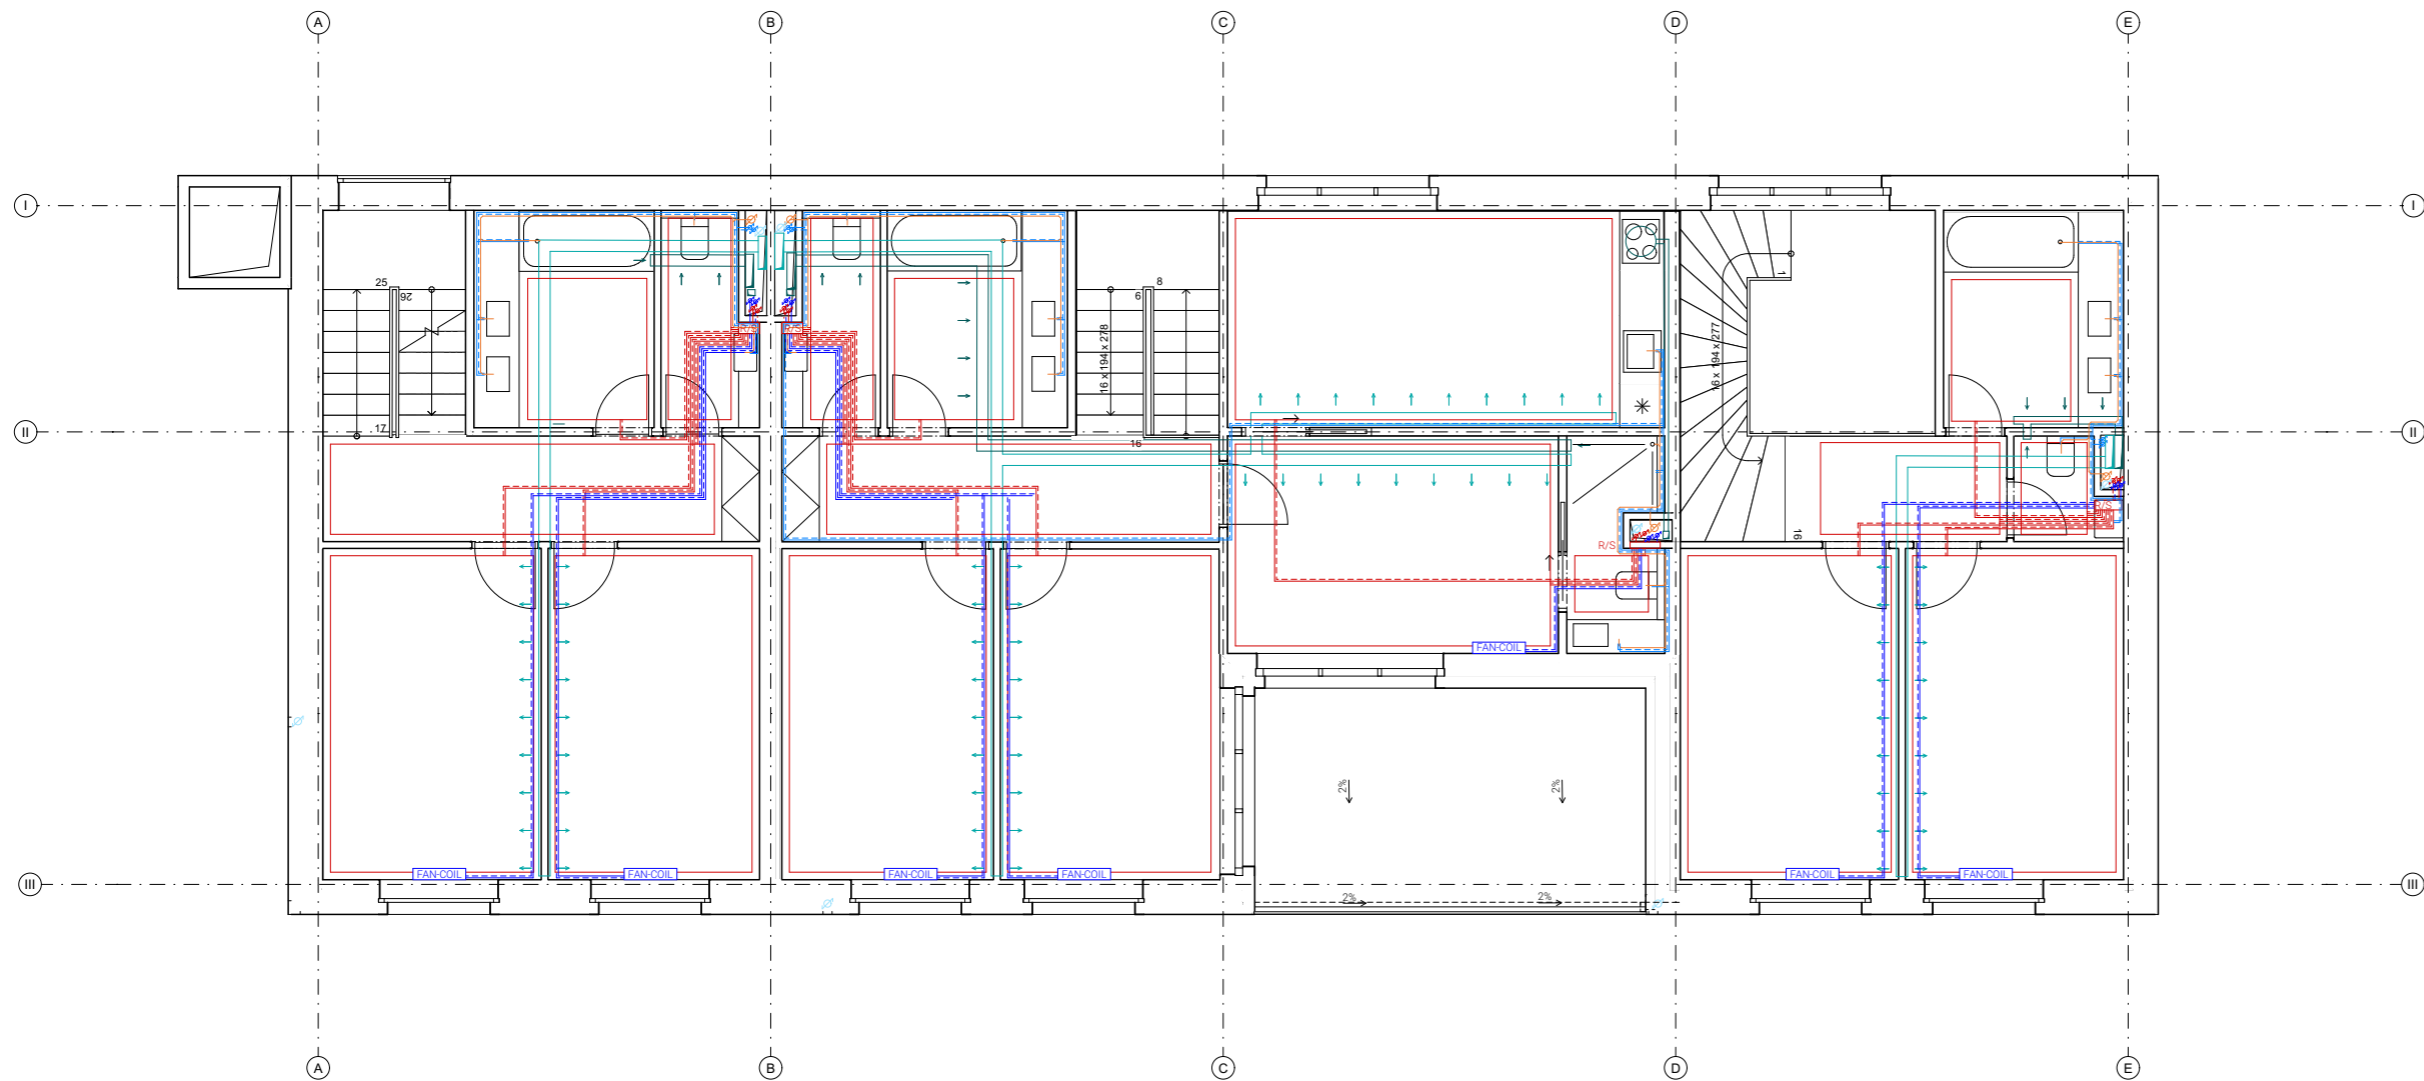 A B C D E
I I
25
26
8
6
16 x 194 x 278
16 x 194 x 277
1
R/S R/S
17
II II
16
R/S
16
R/S
FAN-COIL
2% 2%
FAN-COIL FAN-COIL FAN-COIL FAN-COIL FAN-COIL FAN-COIL
III III
2% 2%
A B C D E